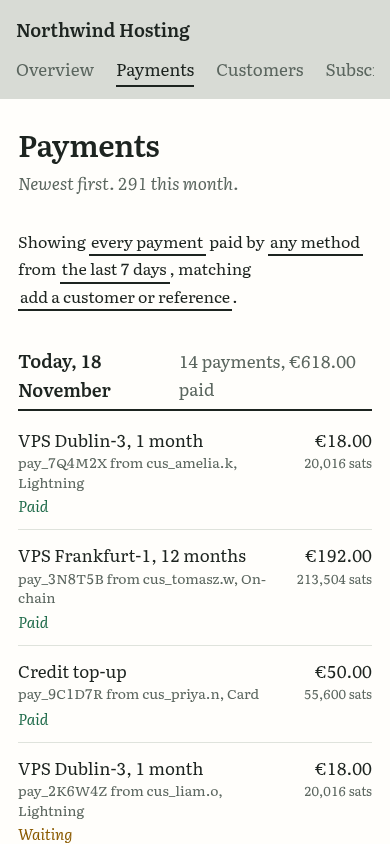 Northwind Hosting
Overview Payments Customers
Payments
Newest first. 291 this month.
Showing every payment paid by any method
from the last 7 days, matching
add a customer or reference.
Today, 18 November
14 payments, €618.00 paid
VPS Dublin-3, 1 month €18.00
pay_7Q4M2X from cus_amelia.k, 20,016 sats
Lightning
Paid
VPS Frankfurt-1, 12 months €192.00
pay_3N8T5B from cus_tomasz.w, On- 213,504 sats
chain
Paid
Credit top-up €50.00
pay_9C1D7R from cus_priya.n, Card 55,600 sats
Paid
VPS Dublin-3, 1 month €18.00
pay_2K6W4Z from cus_liam.o, 20,016 sats
Lightning
Waiting